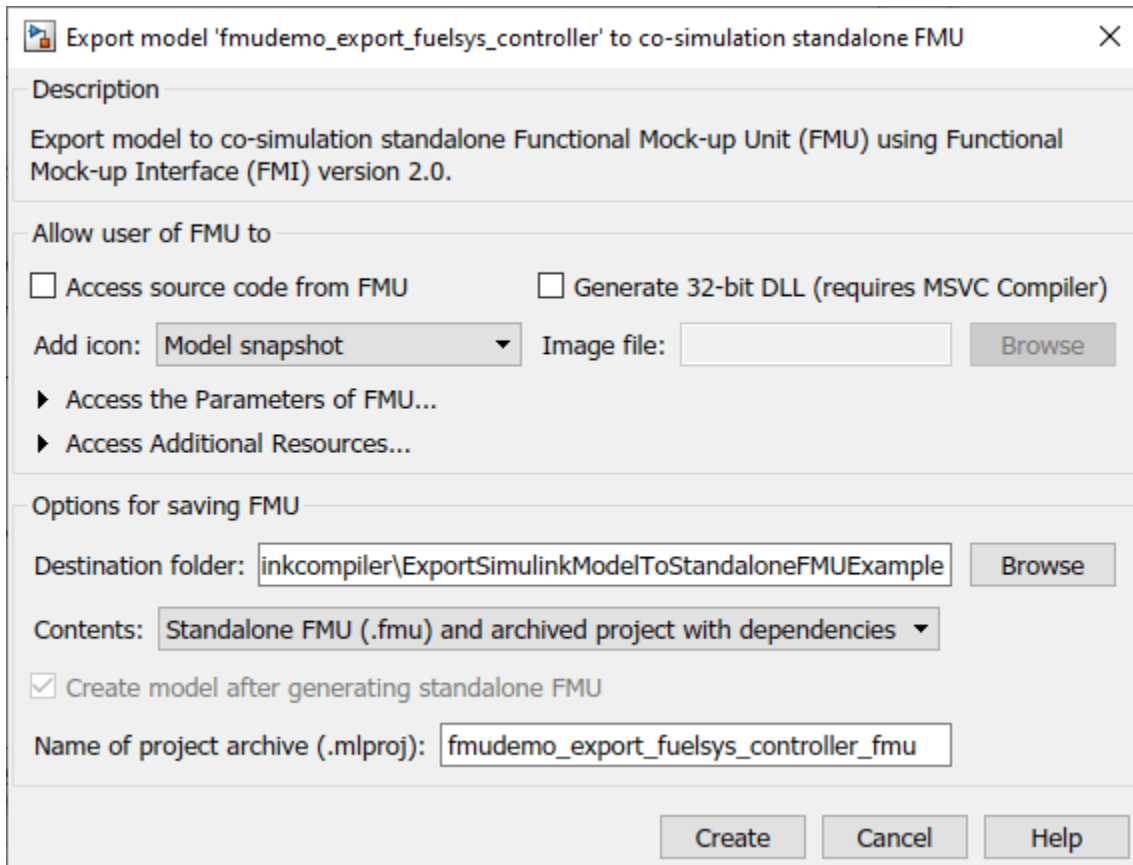 Export model 'fmudemo_export_fuelsys_controller' to co-simulation standalone FMU
Description
Export model to co-simulation standalone Functional Mock-up Unit (FMU) using Functional
Mock-up Interface (FMI) version 2.0.
Allow user of FMU to
Access source code from FMU
Generate 32-bit DLL (requires MSVC Compiler)
Add icon: Model snapshot Image file: Browse
Access the Parameters of FMU...
Access Additional Resources...
Options for saving FMU
Destination folder: inkcompiler\ExportSimulinkModelToStandaloneFMUExample Browse
Contents: Standalone FMU (.fmu) and archived project with dependencies
Create model after generating standalone FMU
Name of project archive (.mlproj): fmudemo_export_fuelsys_controller_fmu
Create Cancel Help